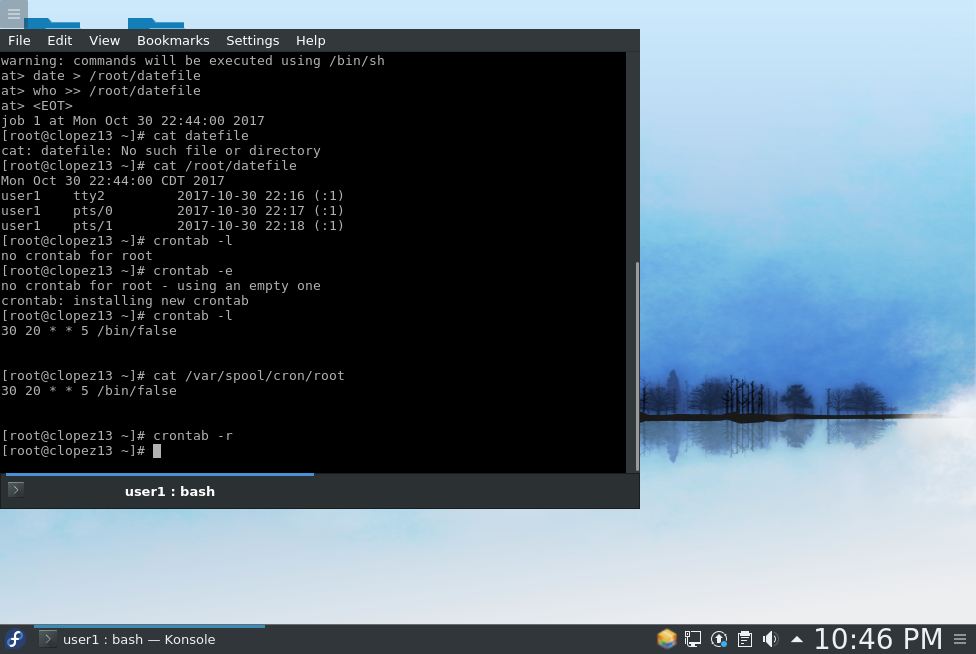 File Edit View Bookmarks Settings Help
warning: commands will be executed using /bin/sh
at> date > /root/datefile
at> who >> /root/datefile
at> <EOT>
job 1 at Mon Oct 30 22:44:00 2017
[root@clopez13 ~]# cat datefile
cat: datefile: No such file or directory
[root@clopez13 ~]# cat /root/datefile
Mon Oct 30 22:44:00 CDT 2017
user1    tty2         2017-10-30 22:16 (:1)
user1    pts/0        2017-10-30 22:17 (:1)
user1    pts/1        2017-10-30 22:18 (:1)
[root@clopez13 ~]# crontab -l
no crontab for root
[root@clopez13 ~]# crontab -e
no crontab for root - using an empty one
crontab: installing new crontab
[root@clopez13 ~]# crontab -l
30 20 * * 5 /bin/false
[root@clopez13 ~]# cat /var/spool/cron/root
30 20 * * 5 /bin/false
[root@clopez13 ~]# crontab -r
[root@clopez13 ~]#
user1 : bash
user1 : bash — Konsole
10:46 PM